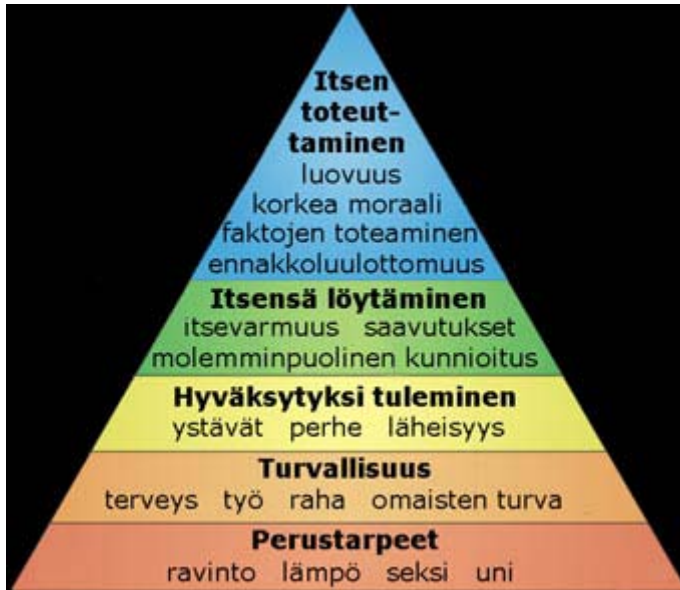 Itsen
toteut-
taminen
luovuus
korkea moraali
faktojen toteaminen
ennakkoluulottomuus
Itsensä löytäminen
itsevarmuus saavutukset
molemminpuolinen kunnioitus
Hyväksytyksi tuleminen
ystävät perhe läheisyys
Turvallisuus
terveys työ raha omaisten turva
Perustarpeet
ravinto lämpö seksi uni